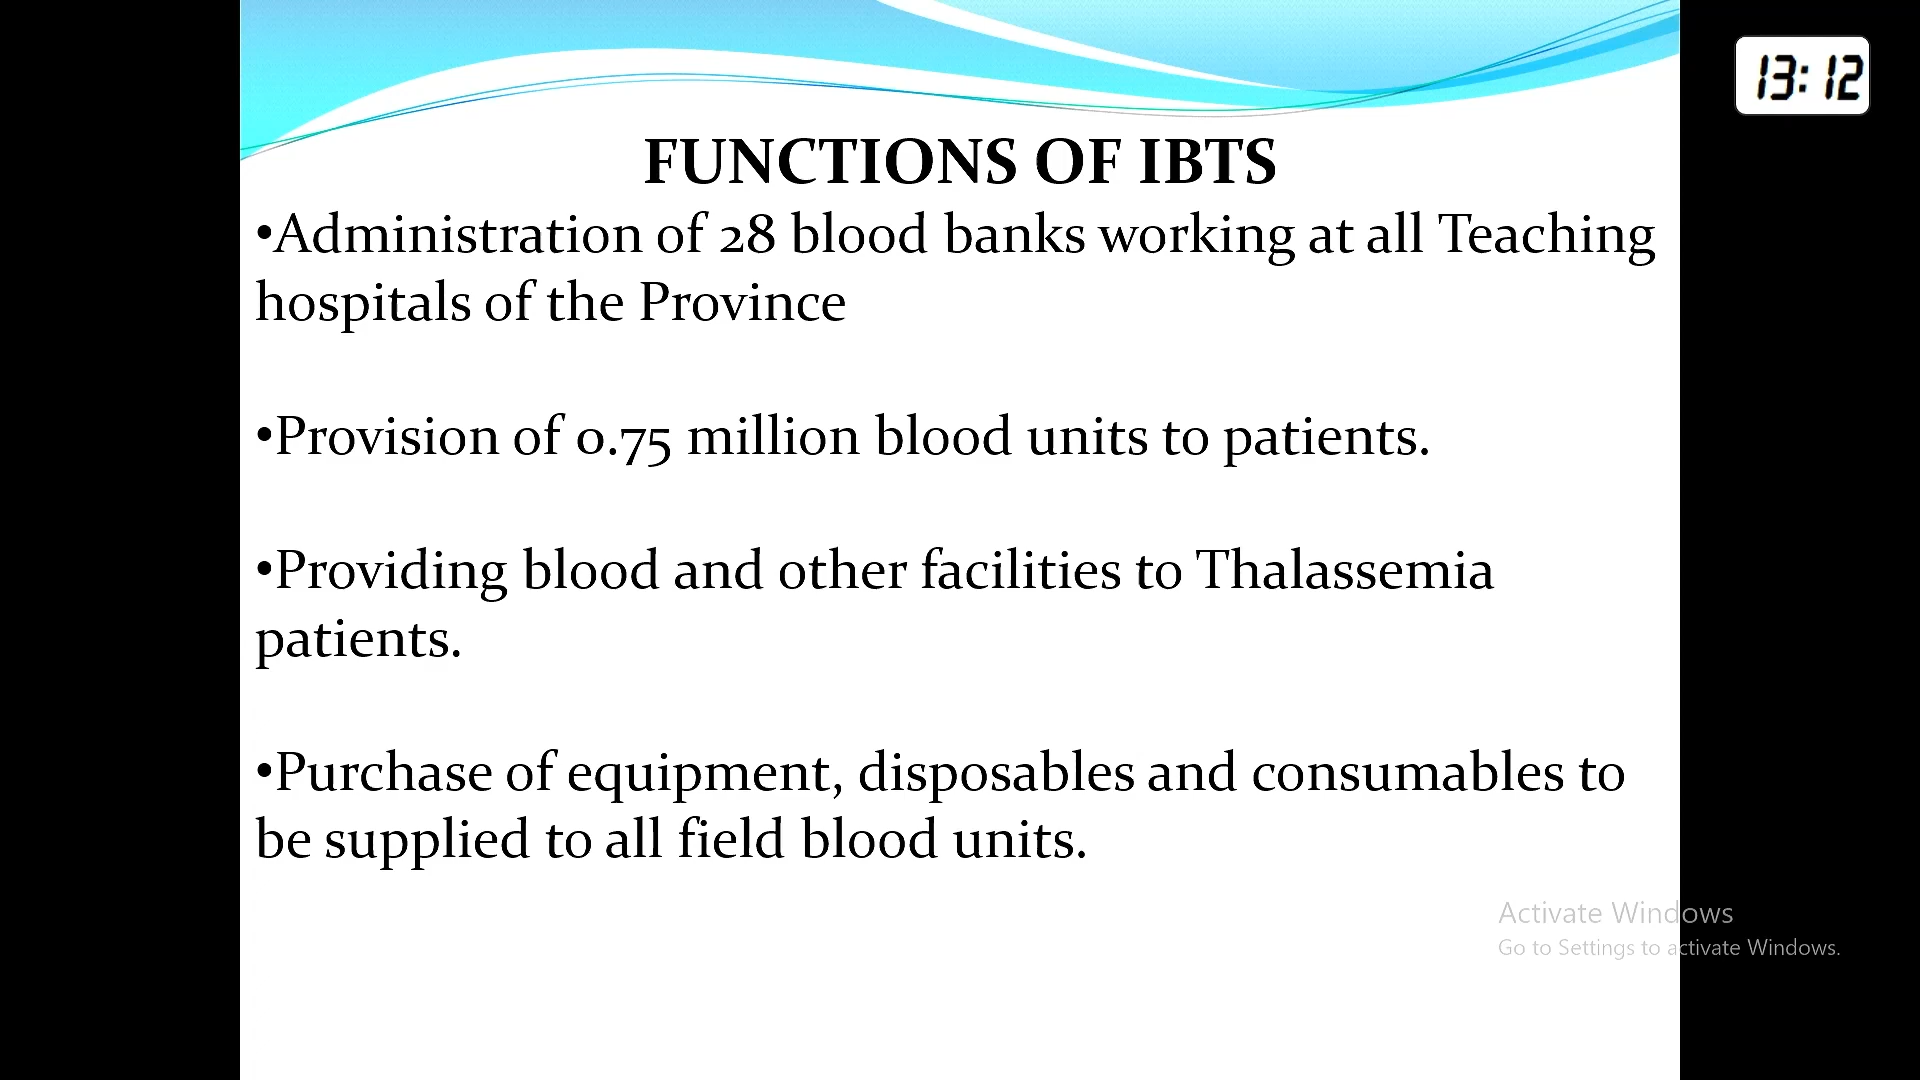 13:12
FUNCTIONS OF IBTS
•Administration of 28 blood banks working at all Teaching
hospitals of the Province
•Provision of 0.75 million blood units to patients.
•Providing blood and other facilities to Thalassemia
patients.
•Purchase of equipment, disposables and consumables to
be supplied to all field blood units.
Activate Windows
Go to Settings to activate Windows.